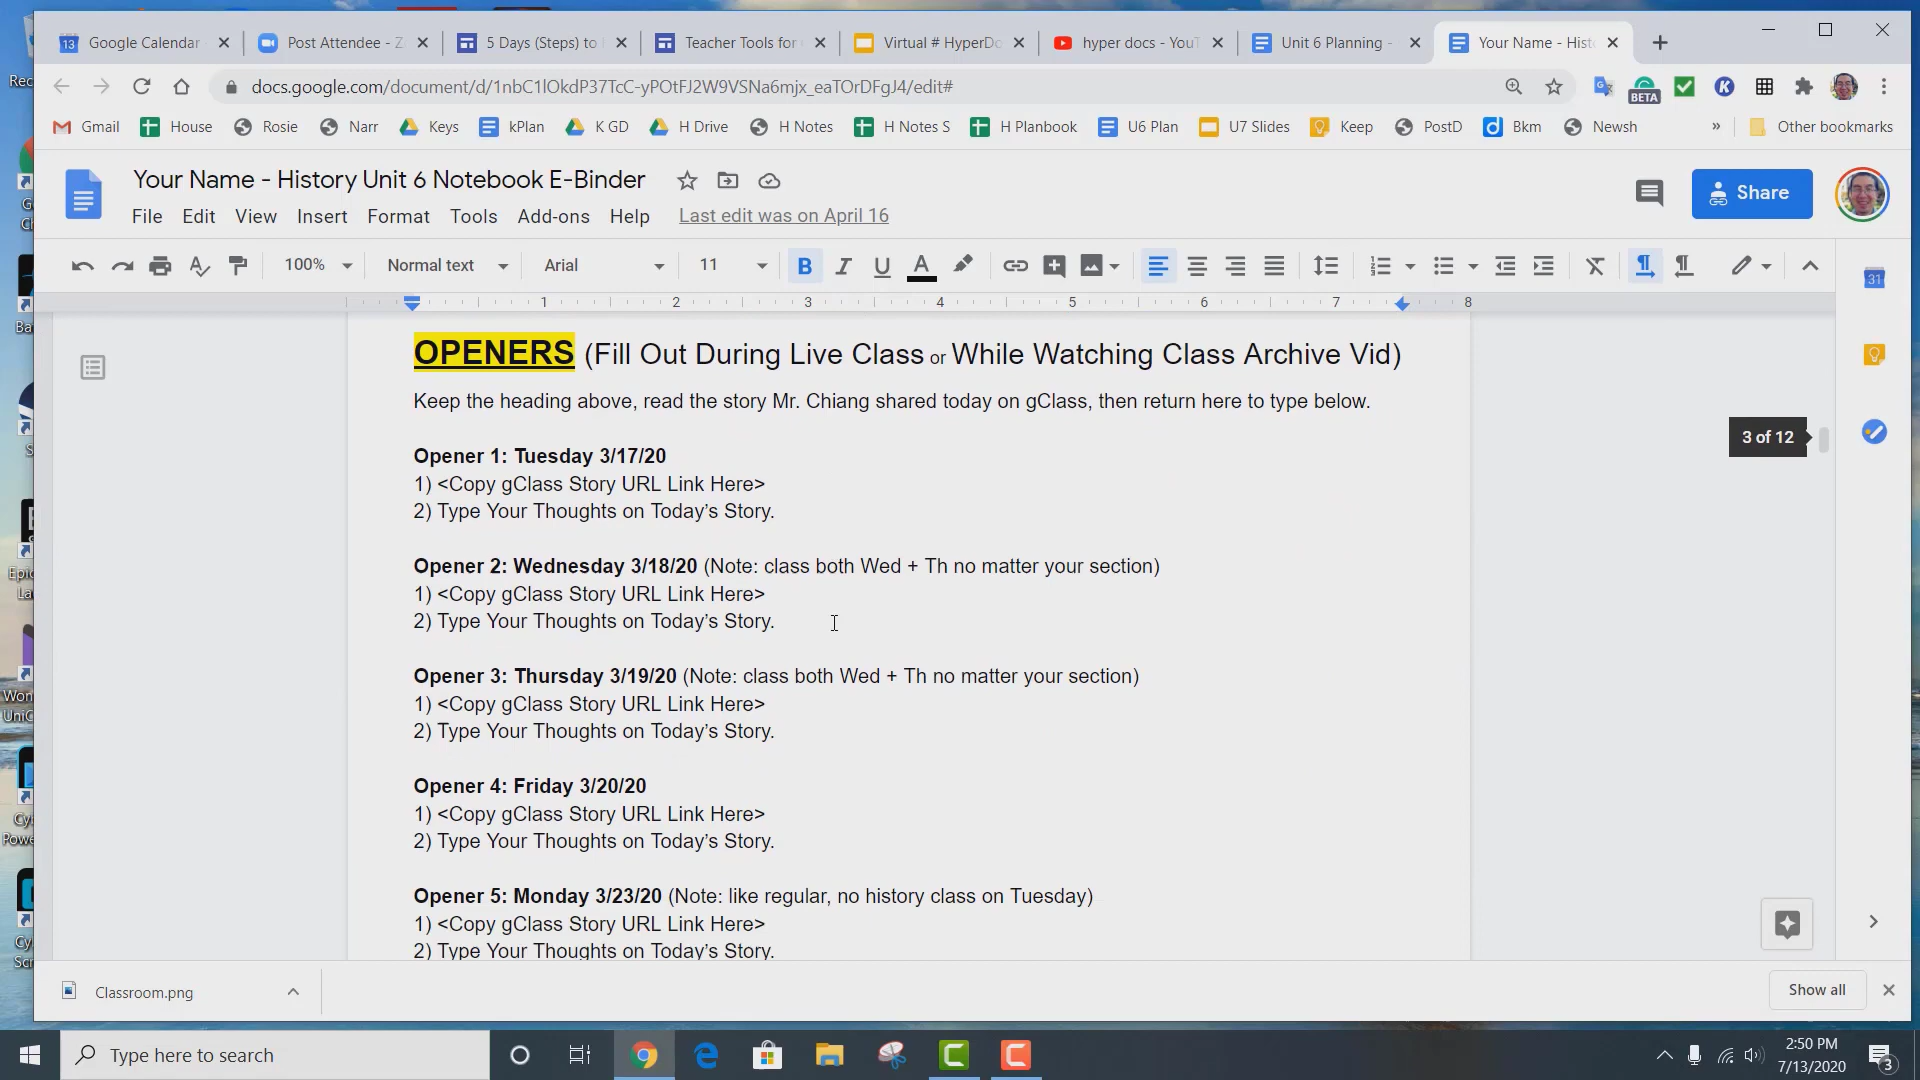 Google Calendar
Post Attendee - Z
5 Days (Steps) to
Teacher Tools for
Virtual # HyperDo
hyper docs - YouT
Unit 6 Planning -
Your Name - Hist
docs.google.com/document/d/1nbC1lOkdP37TcC-yPOtFJ2W9VSNa6mjx_eaTOrDFgJ4/edit#
BETA
Gmail House Rosie Narr Keys kPlan K GD H Drive H Notes H Notes S H Planbook U6 Plan U7 Slides Keep PostD Bkm Newsh » Other bookmarks
Your Name - History Unit 6 Notebook E-Binder
File Edit View Insert Format Tools Add-ons Help Last edit was on April 16
Share
100% Normal text Arial 11
1 2 3 4 5 6 7 8
OPENERS (Fill Out During Live Class or While Watching Class Archive Vid)
Keep the heading above, read the story Mr. Chiang shared today on gClass, then return here to type below.
3 of 12
Opener 1: Tuesday 3/17/20
1) <Copy gClass Story URL Link Here>
2) Type Your Thoughts on Today’s Story.
Opener 2: Wednesday 3/18/20 (Note: class both Wed + Th no matter your section)
1) <Copy gClass Story URL Link Here>
2) Type Your Thoughts on Today’s Story.
Opener 3: Thursday 3/19/20 (Note: class both Wed + Th no matter your section)
1) <Copy gClass Story URL Link Here>
2) Type Your Thoughts on Today’s Story.
Opener 4: Friday 3/20/20
1) <Copy gClass Story URL Link Here>
2) Type Your Thoughts on Today’s Story.
Opener 5: Monday 3/23/20 (Note: like regular, no history class on Tuesday)
1) <Copy gClass Story URL Link Here>
2) Type Your Thoughts on Today’s Story.
Classroom.png
Show all
Type here to search
2:50 PM
7/13/2020
3